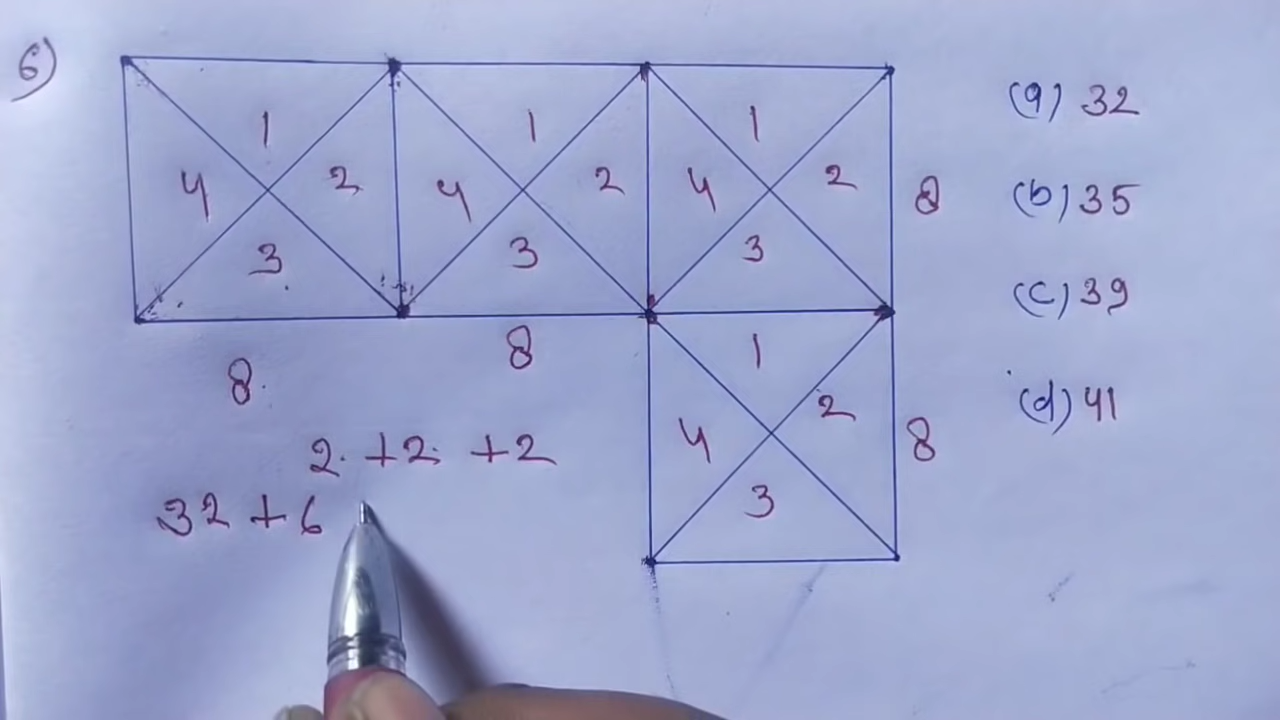 6)
1 1 1 (a) 32
4 2 4 2 4 2 8 (b) 35
3 3 3
(c) 39
8 8 1
4 2 8 (d) 41
2 + 2 + 2
3
32 + 6